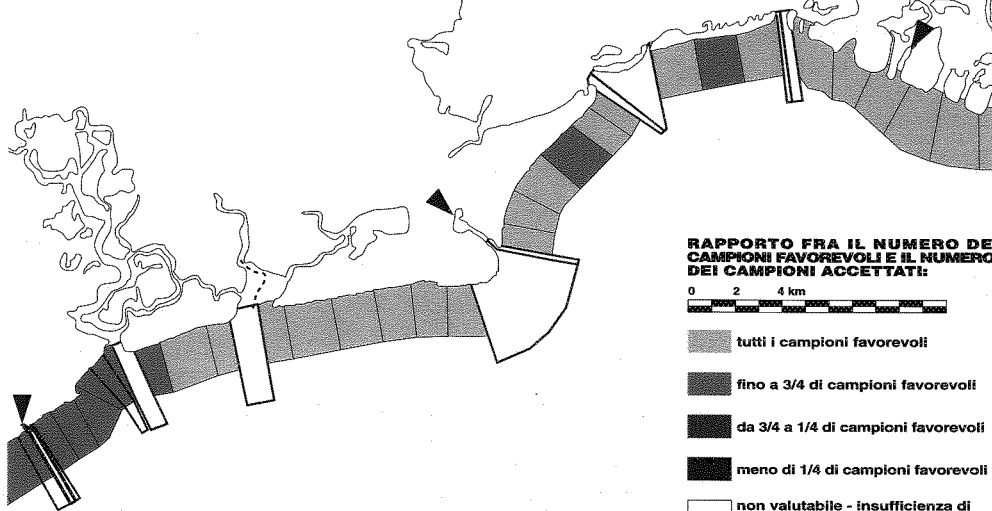 RAPPORTO FRA IL NUMERO DE
CAMPIONI FAVOREVOLI E IL NUMERO
DEI CAMPIONI ACCETTATI:
0 2 4 km
tutti i campioni favorevoli
fino a 3/4 di campioni favorevoli
da 3/4 a 1/4 di campioni favorevoli
meno di 1/4 di campioni favorevoli
non valutabile - insufficienza di